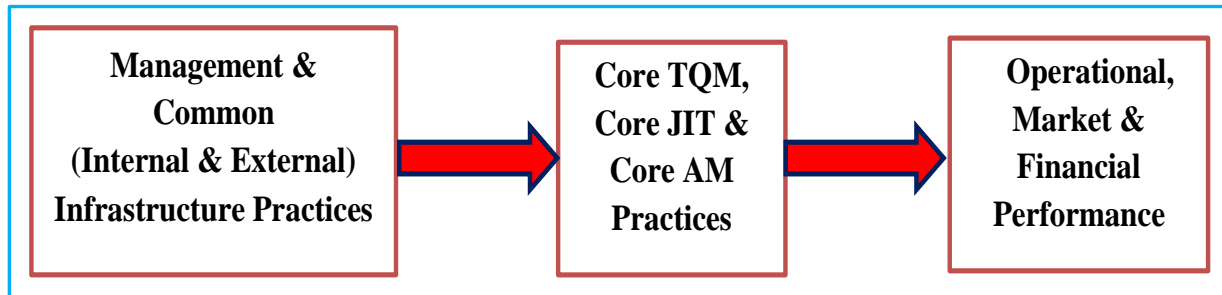 Management &
Common
(Internal & External)
Infrastructure Practices
Core TQM,
Core JIT &
Core AM
Practices
Operational,
Market &
Financial
Performance